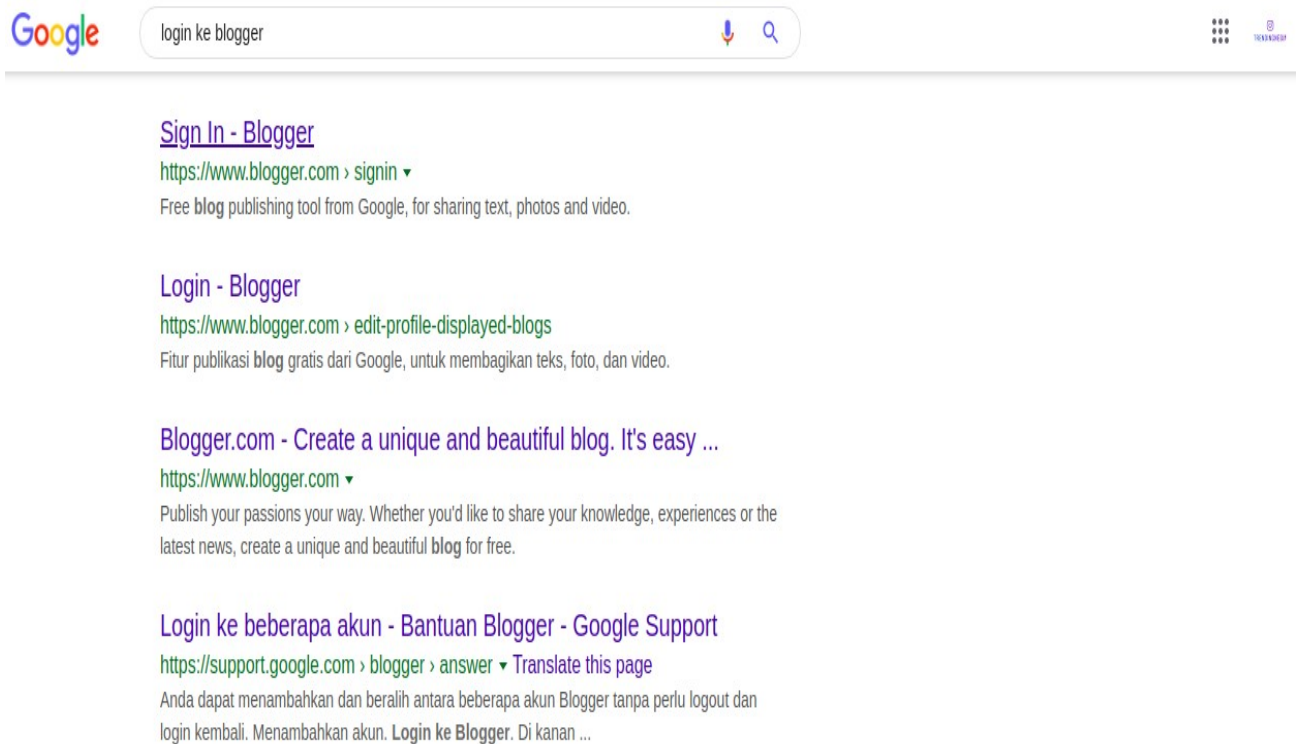 Google
login ke blogger
Sign In - Blogger
https://www.blogger.com › signin ▾
Free blog publishing tool from Google, for sharing text, photos and video.
Login - Blogger
https://www.blogger.com › edit-profile-displayed-blogs
Fitur publikasi blog gratis dari Google, untuk membagikan teks, foto, dan video.
Blogger.com - Create a unique and beautiful blog. It's easy ...
https://www.blogger.com ▾
Publish your passions your way. Whether you'd like to share your knowledge, experiences or the
latest news, create a unique and beautiful blog for free.
Login ke beberapa akun - Bantuan Blogger - Google Support
https://support.google.com › blogger › answer ▾ Translate this page
Anda dapat menambahkan dan beralih antara beberapa akun Blogger tanpa perlu logout dan
login kembali. Menambahkan akun. Login ke Blogger. Di kanan ...